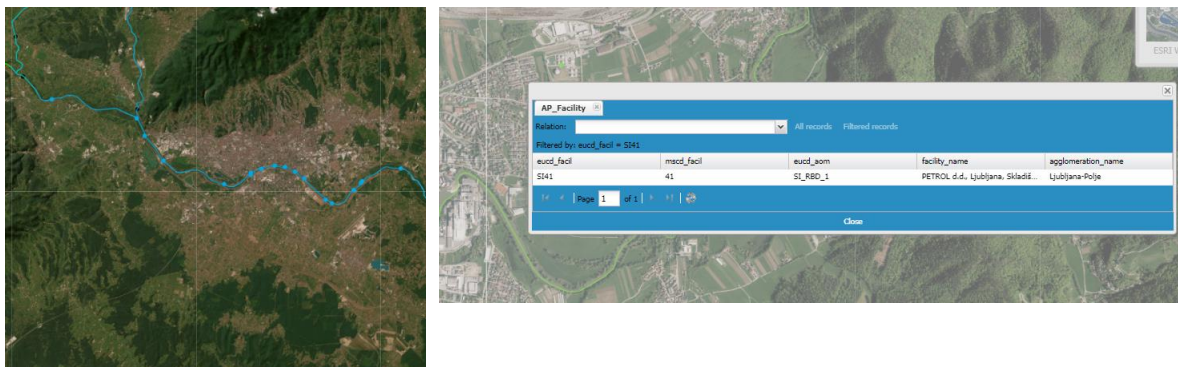 ESRI
AP_Facility
Relation: All records Filtered records
Filtered by: eucd_facil = SI41
eucd_facil mscd_facil eucd_aom facility_name agglomeration_name
SI41 41 SI_RBD_1 PETROL d.d., Ljubljana, Skladiš... Ljubljana-Polje
Page 1 of 1
Close